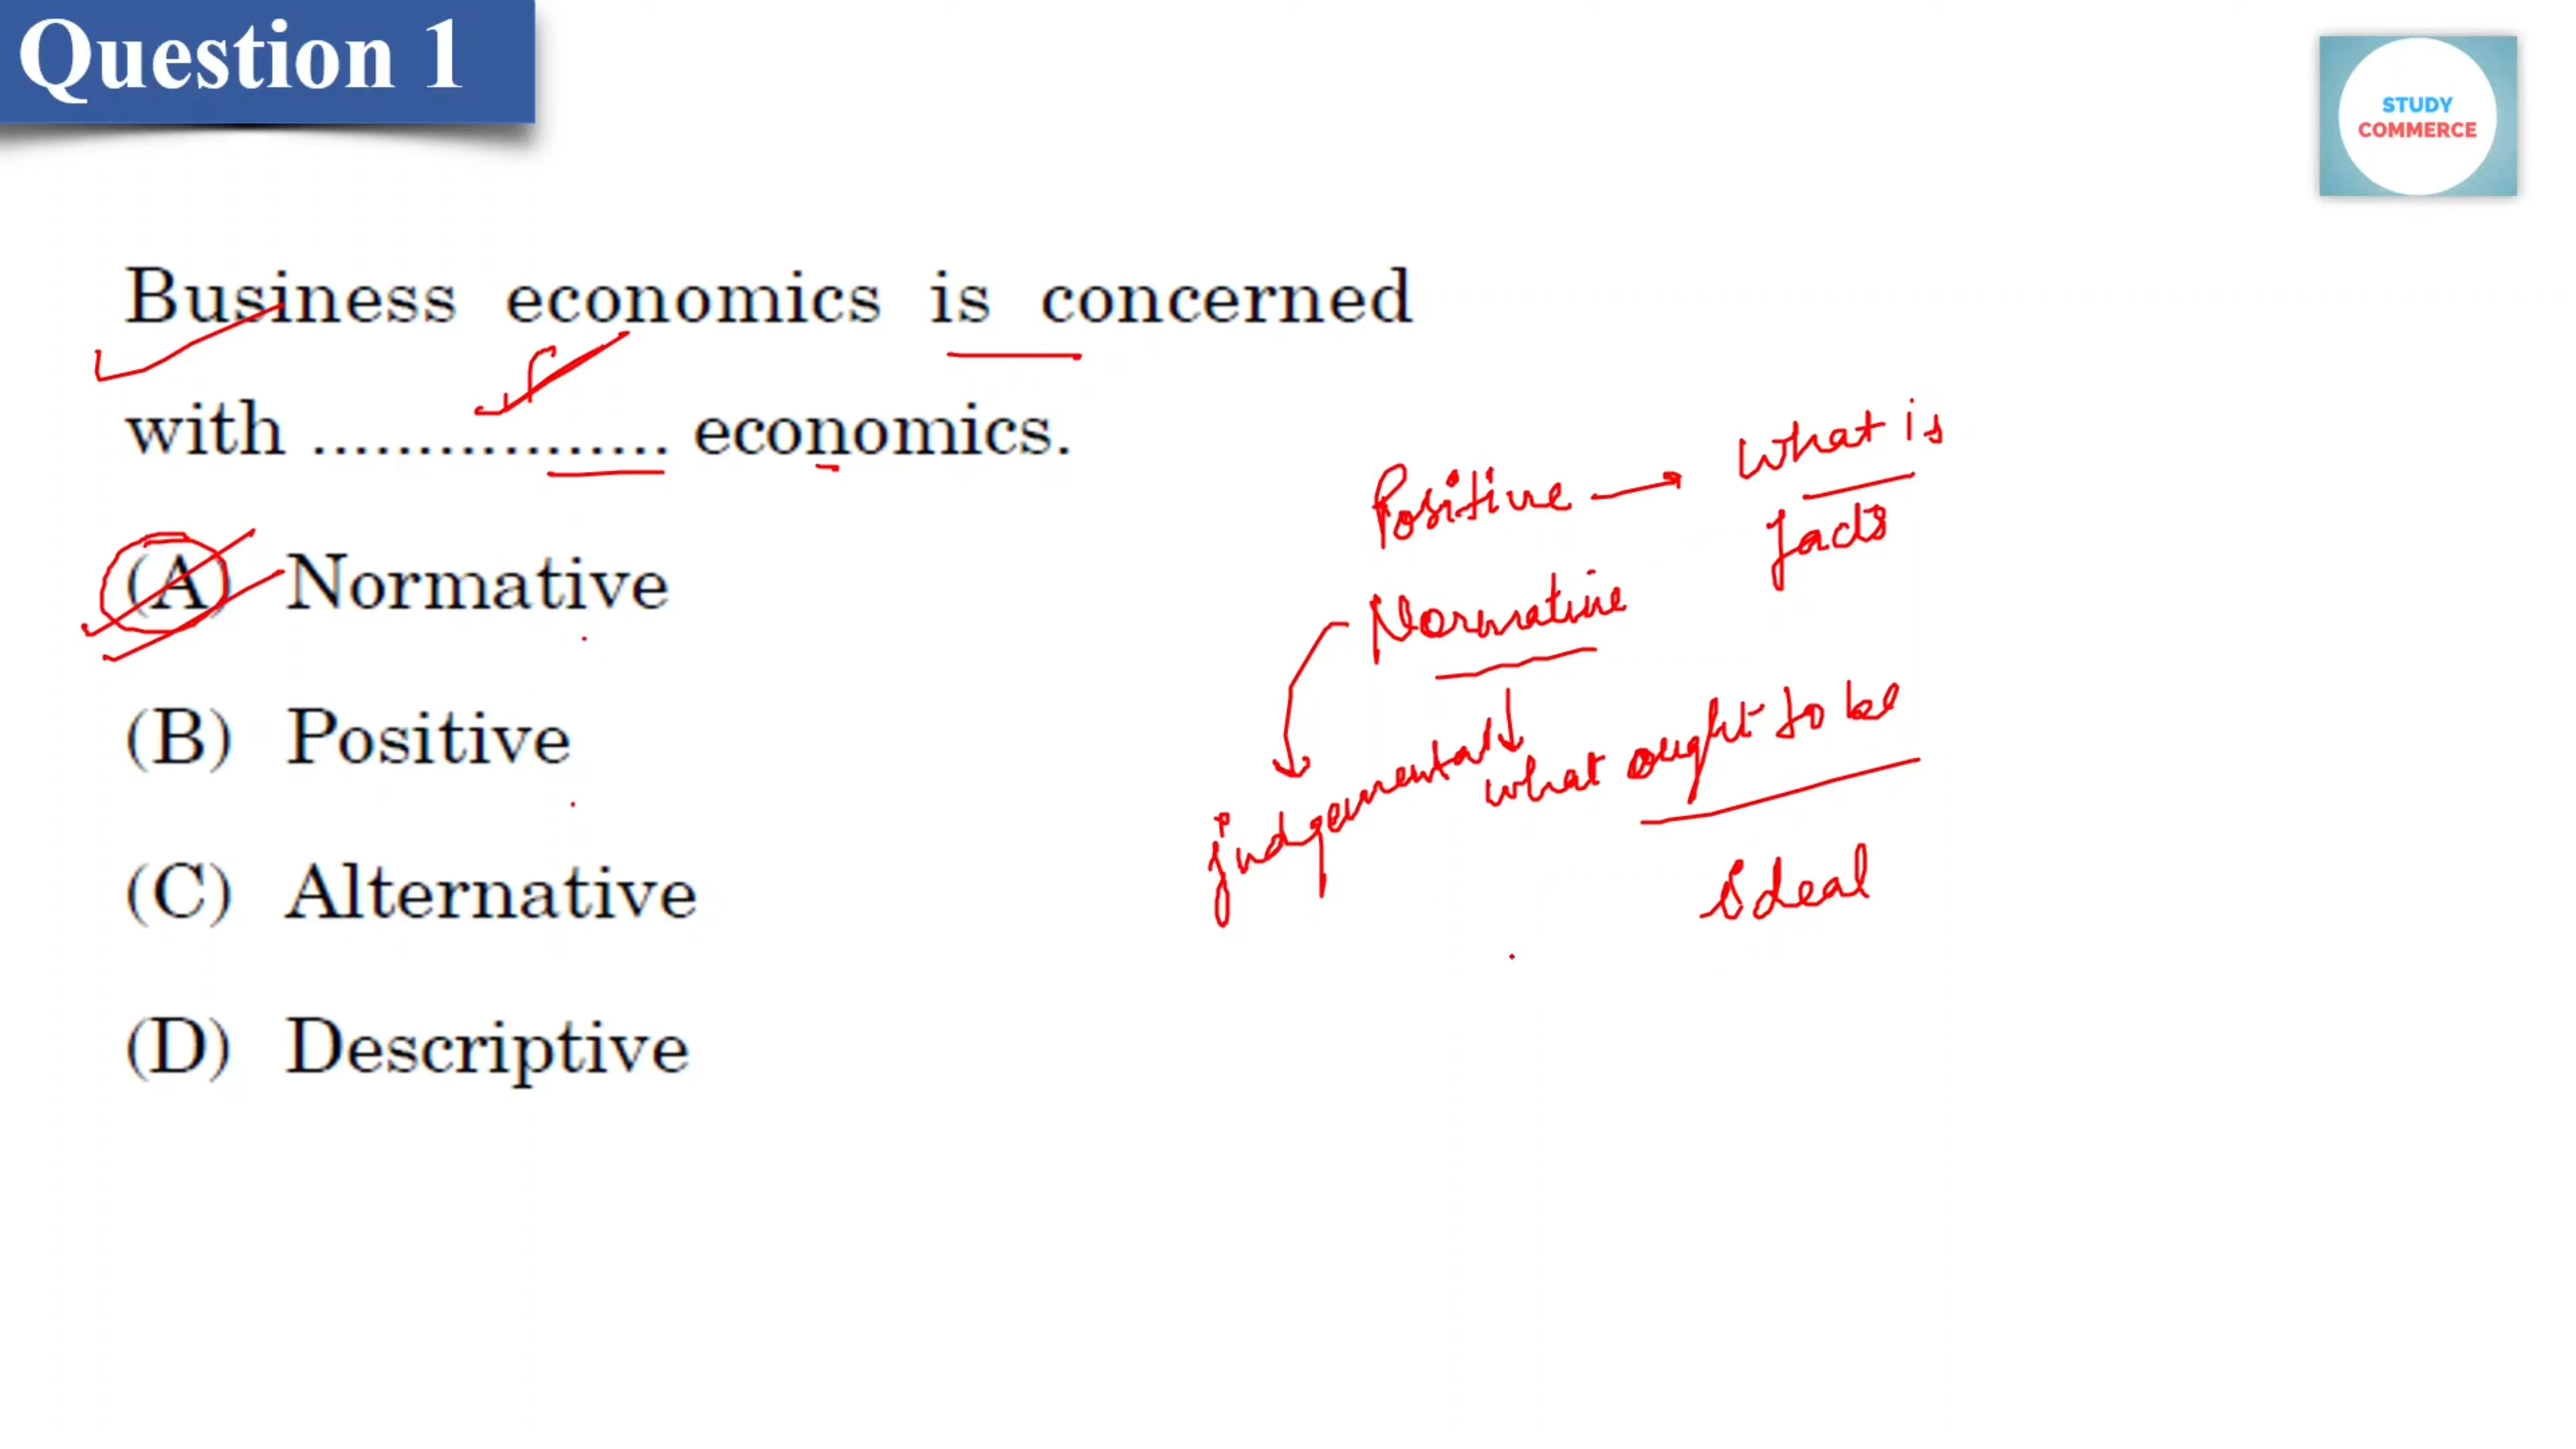 Question 1
STUDY
COMMERCE
Business economics is concerned
with ................. economics.
(A) Normative
(B) Positive
(C) Alternative
(D) Descriptive
Positive → What is
facts
Normative
judgemental
what ought to be
Ideal